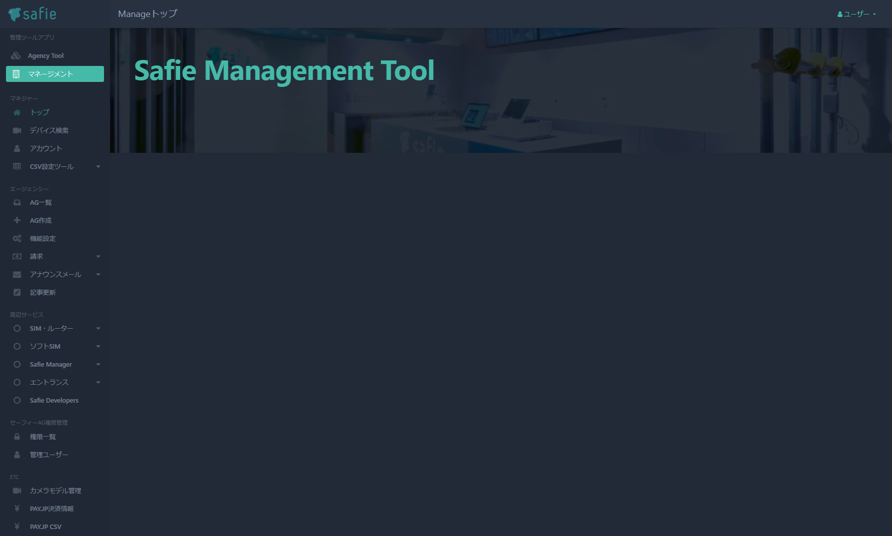 safie
Manageトップ
ユーザー
管理ツールアプリ
Agency Tool
マネージメント
Safie Management Tool
safie
マネジャー
トップ
デバイス検索
アカウント
CSV設定ツール
エージェンシー
AG一覧
AG作成
機能設定
請求
アナウンスメール
記事更新
周辺サービス
SIM・ルーター
ソフトSIM
Safie Manager
エントランス
Safie Developers
セーフィーAG権限管理
権限一覧
管理ユーザー
ETC
カメラモデル管理
PAY.JP決済情報
PAY.JP CSV